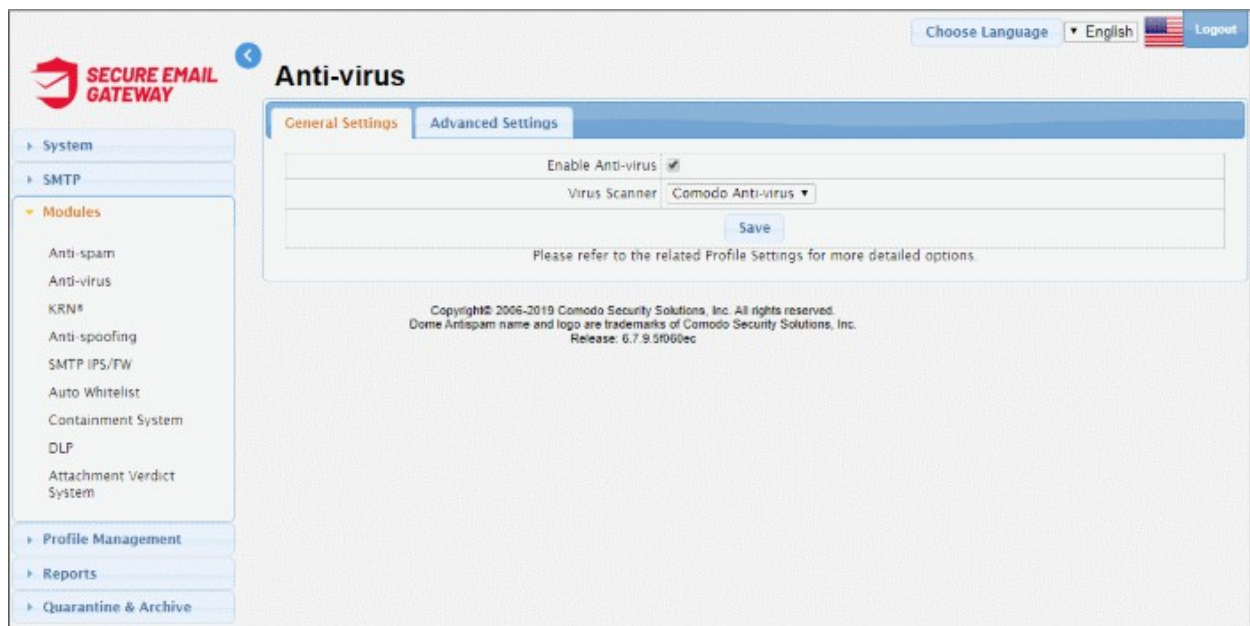 Choose Language
English
Logout
SECURE EMAIL
GATEWAY
Anti-virus
General Settings
Advanced Settings
System
SMTP
Modules
Anti-spam
Anti-virus
KRN®
Anti-spoofing
SMTP IPS/FW
Auto Whitelist
Containment System
DLP
Attachment Verdict
System
Profile Management
Reports
Quarantine & Archive
Enable Anti-virus
Virus Scanner Comodo Anti-virus
Save
Please refer to the related Profile Settings for more detailed options.
Copyright© 2006-2019 Comodo Security Solutions, Inc. All rights reserved.
Dome Antispam name and logo are trademarks of Comodo Security Solutions, Inc.
Release: 6.7.9.5f060ec